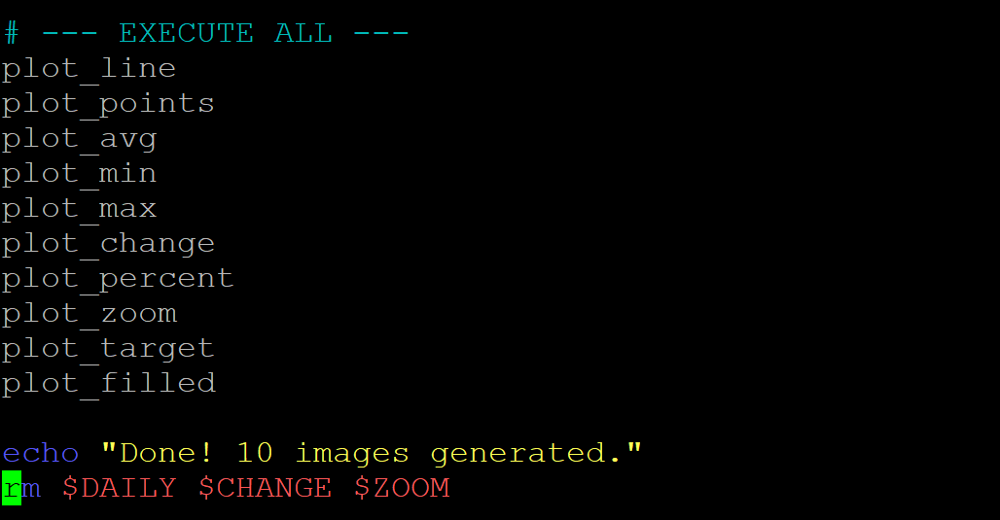 # --- EXECUTE ALL ---
plot_line
plot_points
plot_avg
plot_min
plot_max
plot_change
plot_percent
plot_zoom
plot_target
plot_filled
echo "Done! 10 images generated."
rm $DAILY $CHANGE $ZOOM